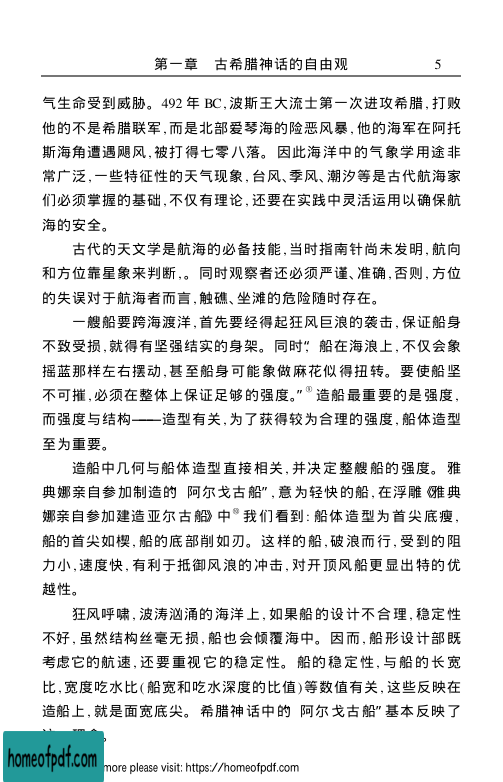 第一章　古希腊神话的自由观　5
气生命受到威胁。492 年 BC,波斯王大流士第一次进攻希腊,打败
他的不是希腊联军,而是北部爱琴海的险恶风暴,他的海军在阿托
斯海角遭遇飓风,被打得七零八落。因此海洋中的气象学用途非
常广泛,一些特征性的天气现象,台风、季风、潮汐等是古代航海家
们必须掌握的基础,不仅有理论,还要在实践中灵活运用以确保航
海的安全。
古代的天文学是航海的必备技能,当时指南针尚未发明,航向
和方位靠星象来判断,。同时观察者还必须严谨、准确,否则,方位
的失误对于航海者而言,触礁、坐滩的危险随时存在。
一艘船要跨海渡洋,首先要经得起狂风巨浪的袭击,保证船身
不致受损,就得有坚强结实的身架。同时“船在海浪上,不仅会象
摇蓝那样左右摆动,甚至船身可能象做麻花似得扭转。要使船坚
不可摧,必须在整体上保证足够的强度。”⑨ 造船最重要的是强度,
而强度与结构——造型有关,为了获得较为合理的强度,船体造型
至为重要。
造船中几何与船体造型直接相关,并决定整艘船的强度。雅
典娜亲自参加制造的“阿尔戈古船”,意为轻快的船,在浮雕《雅典
娜亲自参加建造亚尔古船》中⑩ 我们看到:船体造型为首尖底瘦,
船的首尖如楔,船的底部削如刃。这样的船,破浪而行,受到的阻
力小,速度快,有利于抵御风浪的冲击,对开顶风船更显出特的优
越性。
狂风呼啸,波涛汹涌的海洋上,如果船的设计不合理,稳定性
不好,虽然结构丝毫无损,船也会倾覆海中。因而,船形设计部既
考虑它的航速,还要重视它的稳定性。船的稳定性,与船的长宽
比,宽度吃水比(船宽和吃水深度的比值)等数值有关,这些反映在
造船上,就是面宽底尖。希腊神话中的“阿尔戈古船”基本反映了
homeofpdf.com
more please visit: https://homeofpdf.com